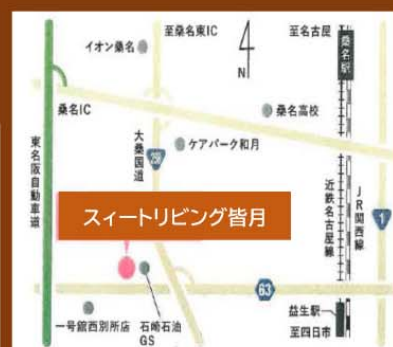 イオン桑名
至桑名東IC
N
至名古屋
桑名駅
桑名IC
桑名高校
大桑国道
ケアパーク和月
258
東名阪自動車道
近鉄名古屋線
JR関西線
1
スィートリビング皆月
63
一号館西別所店
石崎石油
GS
益生駅
至四日市